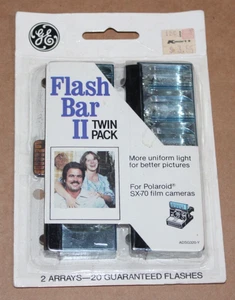 GE
Kmart
Flash
Bar
II TWIN
PACK
More uniform light
for better pictures
For Polaroid®
SX-70 film cameras
2 ARRAYS—20 GUARANTEED FLASHES